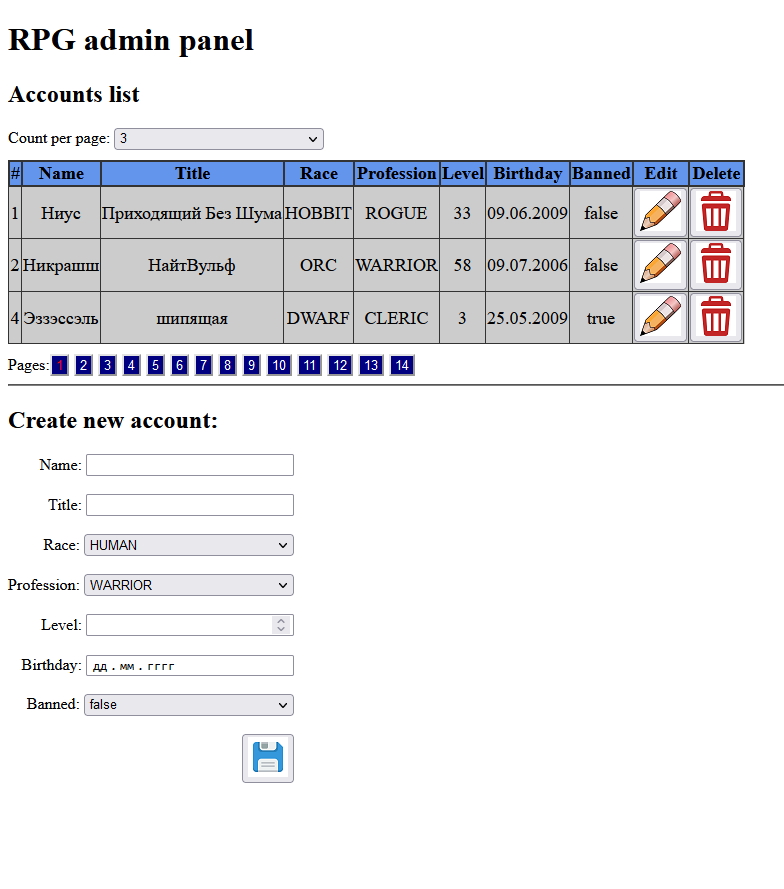 RPG admin panel
Accounts list
Count per page: 3
# Name Title Race Profession Level Birthday Banned Edit Delete
1 Ниус Приходящий Без Шума HOBBIT ROGUE 33 09.06.2009 false
2 Никрашш НайтВульф ORC WARRIOR 58 09.07.2006 false
4 Эззэссэль шипящая DWARF CLERIC 3 25.05.2009 true
Pages: 1 2 3 4 5 6 7 8 9 10 11 12 13 14
Create new account:
Name:
Title:
Race: HUMAN
Profession: WARRIOR
Level:
Birthday: дд.мм.гггг
Banned: false